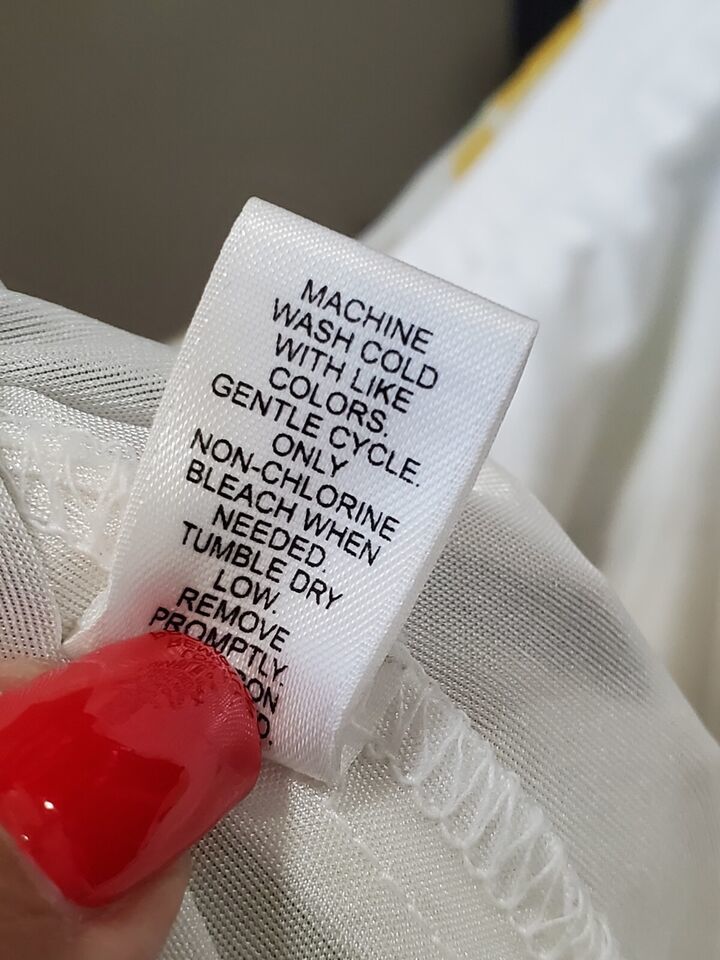 MACHINE
WASH COLD
WITH LIKE
COLORS.
GENTLE CYCLE.
ONLY
NON-CHLORINE
BLEACH WHEN
NEEDED.
TUMBLE DRY
LOW.
REMOVE
PROMPTLY.